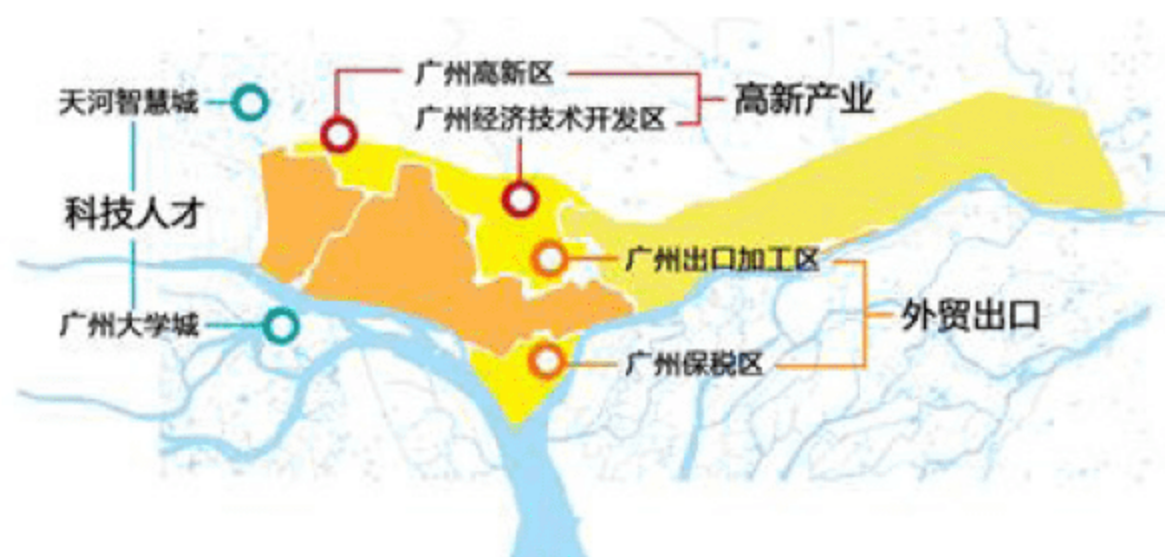 广州高新区
天河智慧城
高新产业
广州经济技术开发区
科技人才
广州出口加工区
外贸出口
广州大学城
广州保税区